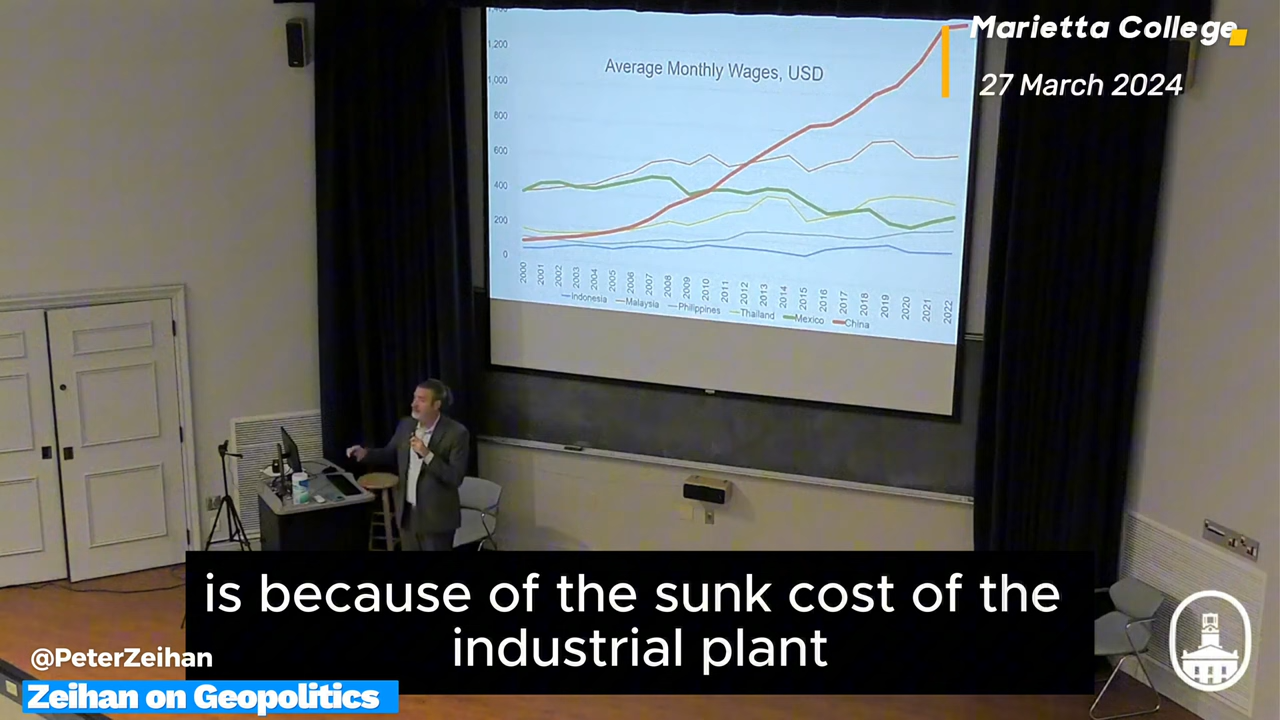 Marietta College
27 March 2024
Average Monthly Wages, USD
1,400
1,200
1,000
800
600
400
200
0
2000 2001 2002 2003 2004 2005 2006 2007 2008 2009 2010 2011 2012 2013 2014 2015 2016 2017 2018 2019 2020 2021 2022
Indonesia Malaysia Philippines Thailand Mexico China
is because of the sunk cost of the
industrial plant
@PeterZeihan
Zeihan on Geopolitics